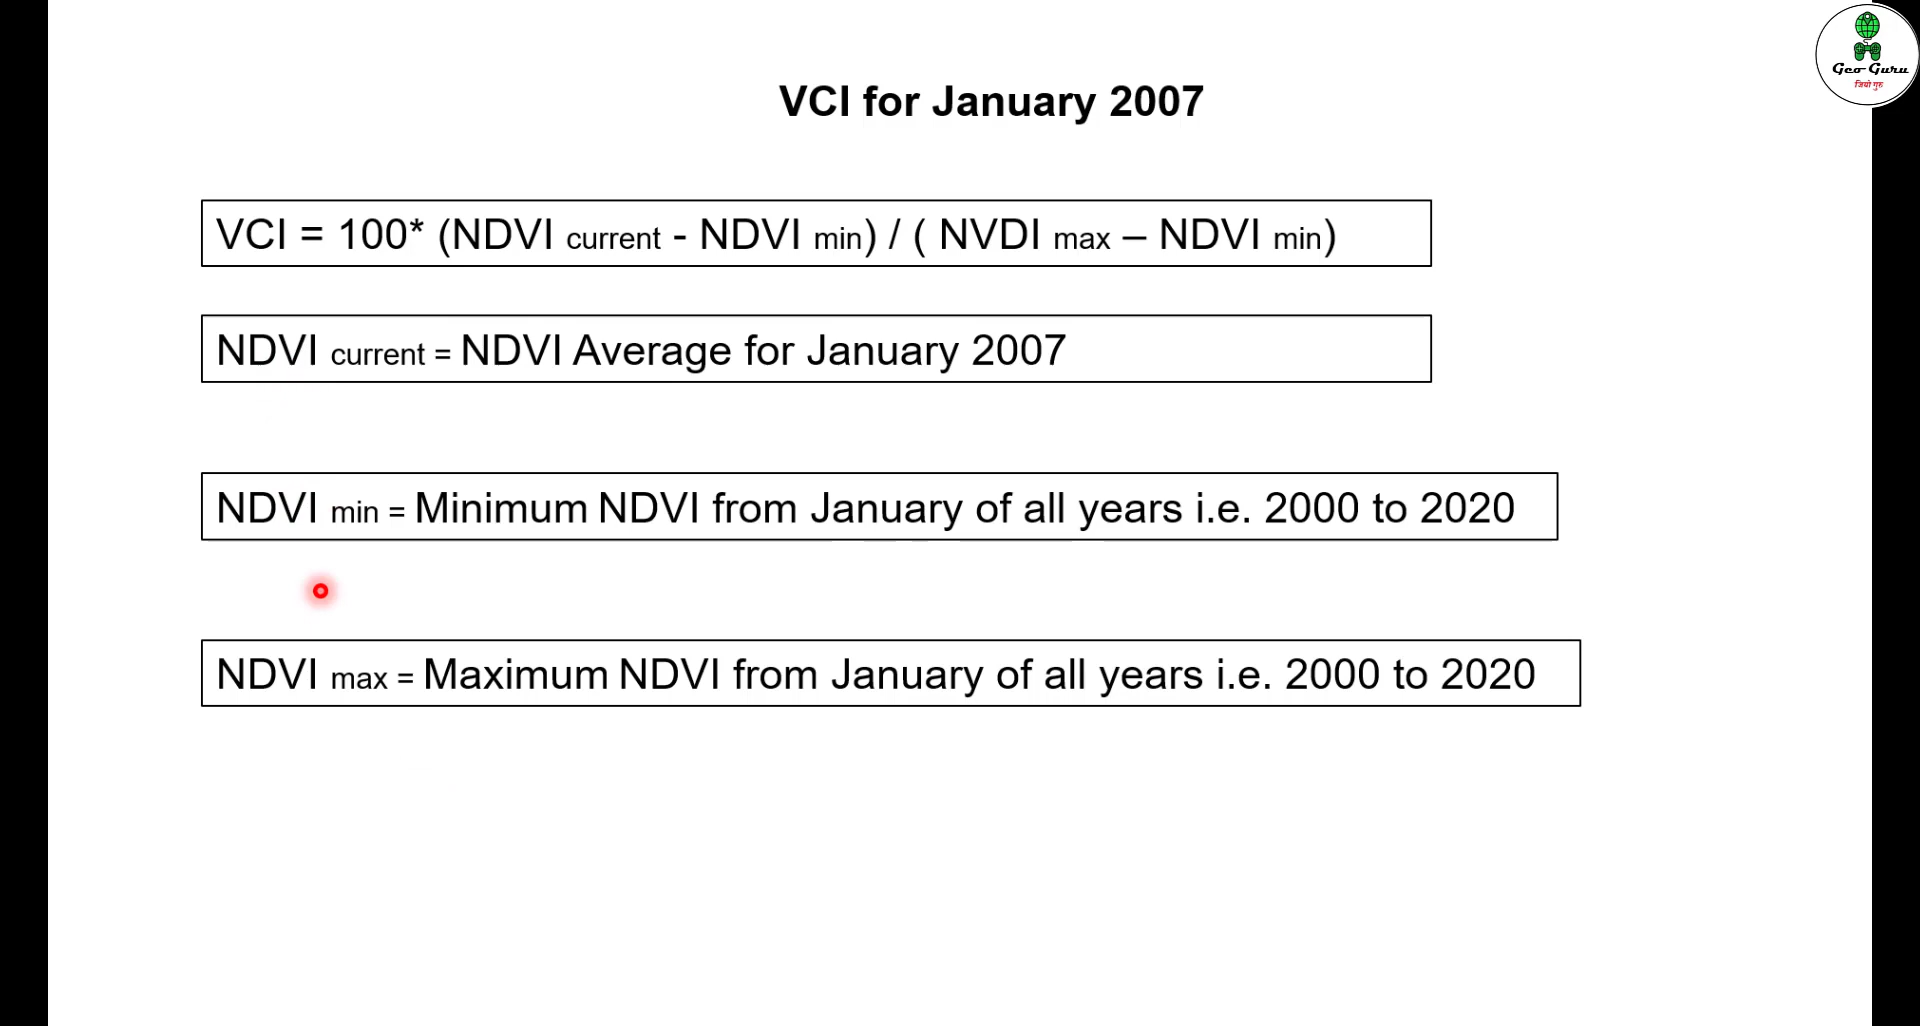 Geo Guru
जियो गुरु
VCI for January 2007
VCI = 100* (NDVI current - NDVI min) / ( NVDI max – NDVI min)
NDVI current = NDVI Average for January 2007
NDVI min = Minimum NDVI from January of all years i.e. 2000 to 2020
NDVI max = Maximum NDVI from January of all years i.e. 2000 to 2020